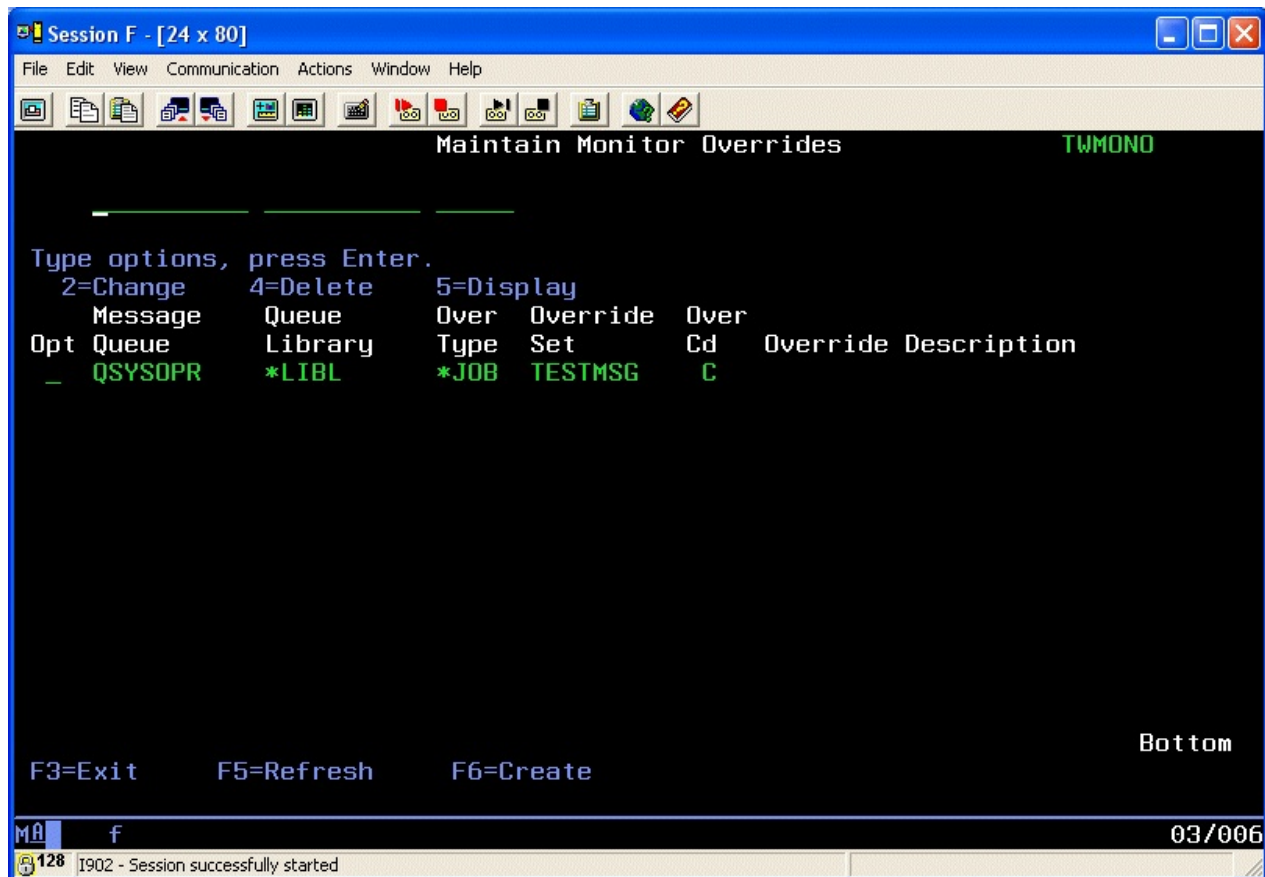 Session F - [24 x 80]
File Edit View Communication Actions Window Help
Maintain Monitor Overrides TWMONO
Type options, press Enter.
2=Change 4=Delete 5=Display
Message Queue Over Override Over
Opt Queue Library Type Set Cd Override Description
_ QSYSOPR *LIBL *JOB TESTMSG C
Bottom
F3=Exit F5=Refresh F6=Create
MA f 03/006
128 I902 - Session successfully started